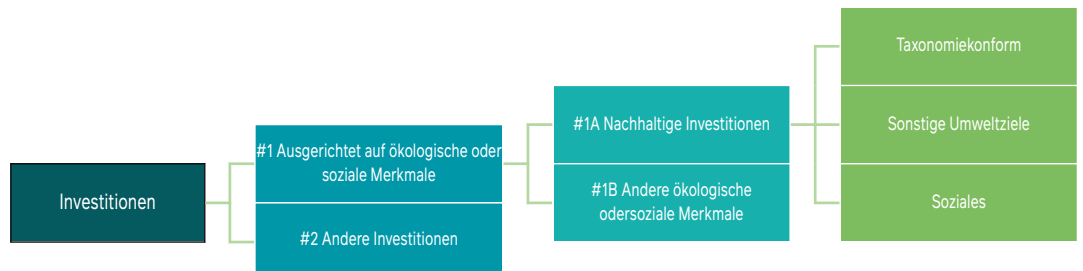 Investitionen
#1 Ausgerichtet auf ökologische oder
soziale Merkmale
#2 Andere Investitionen
#1A Nachhaltige Investitionen
#1B Andere ökologische
odersoziale Merkmale
Taxonomiekonform
Sonstige Umweltziele
Soziales